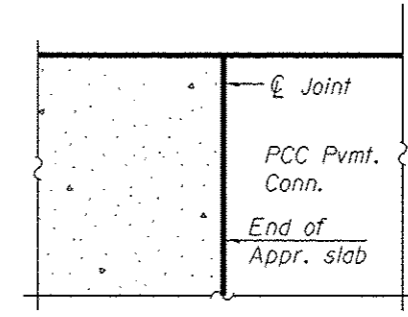 ℄ Joint
PCC Pvmt.
Conn.
End of
Appr. slab